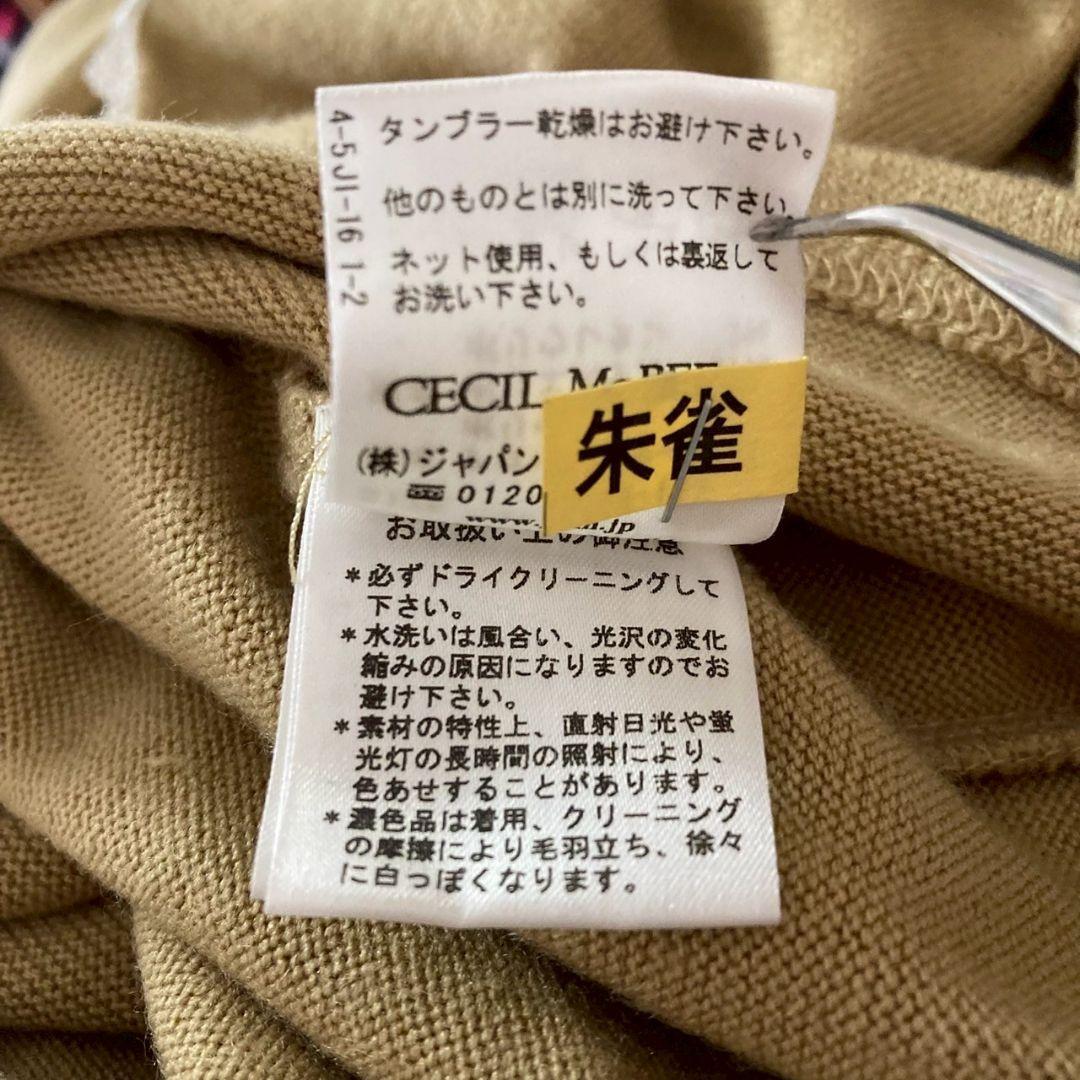 4-5J1-16 1-2
タンブラー乾燥はお避け下さい。
他のものとは別に洗って下さい。
ネット使用、もしくは裏返して
お洗い下さい。
CECIL
朱雀
(株)ジャパン
0120
お取扱い上の御注意
*必ずドライクリーニングして
下さい。
*水洗いは風合い、光沢の変化
縮みの原因になりますのでお
避け下さい。
*素材の特性上、直射日光や蛍
光灯の長時間の照射により、
色あせすることがあります。
*濃色品は着用、クリーニング
の摩擦により毛羽立ち、徐々
に白っぽくなります。